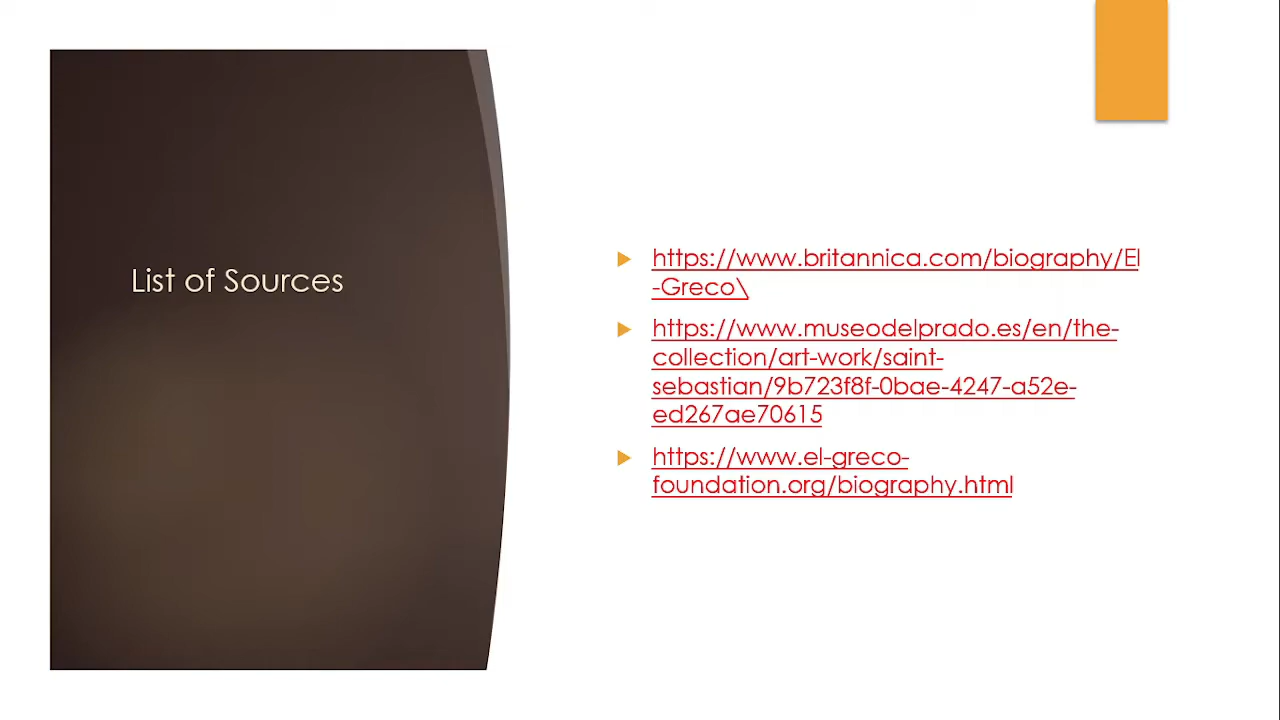 List of Sources
https://www.britannica.com/biography/El
-Greco\
https://www.museodelprado.es/en/the-
collection/art-work/saint-
sebastian/9b723f8f-0bae-4247-a52e-
ed267ae70615
https://www.el-greco-
foundation.org/biography.html